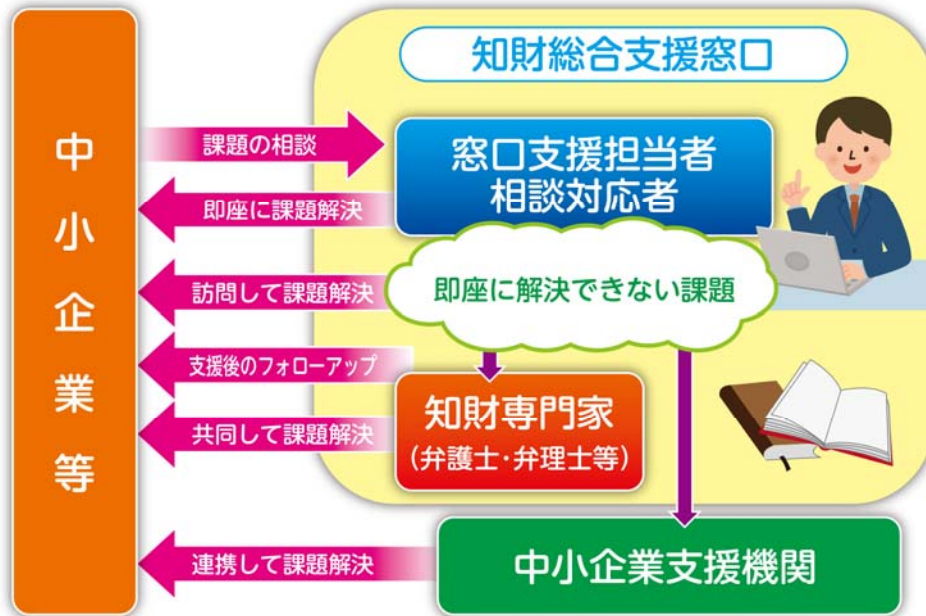 知財総合支援窓口
中小企業等
課題の相談
窓口支援担当者
相談対応者
即座に課題解決
訪問して課題解決
即座に解決できない課題
支援後のフォローアップ
知財専門家
(弁護士・弁理士等)
共同して課題解決
連携して課題解決
中小企業支援機関